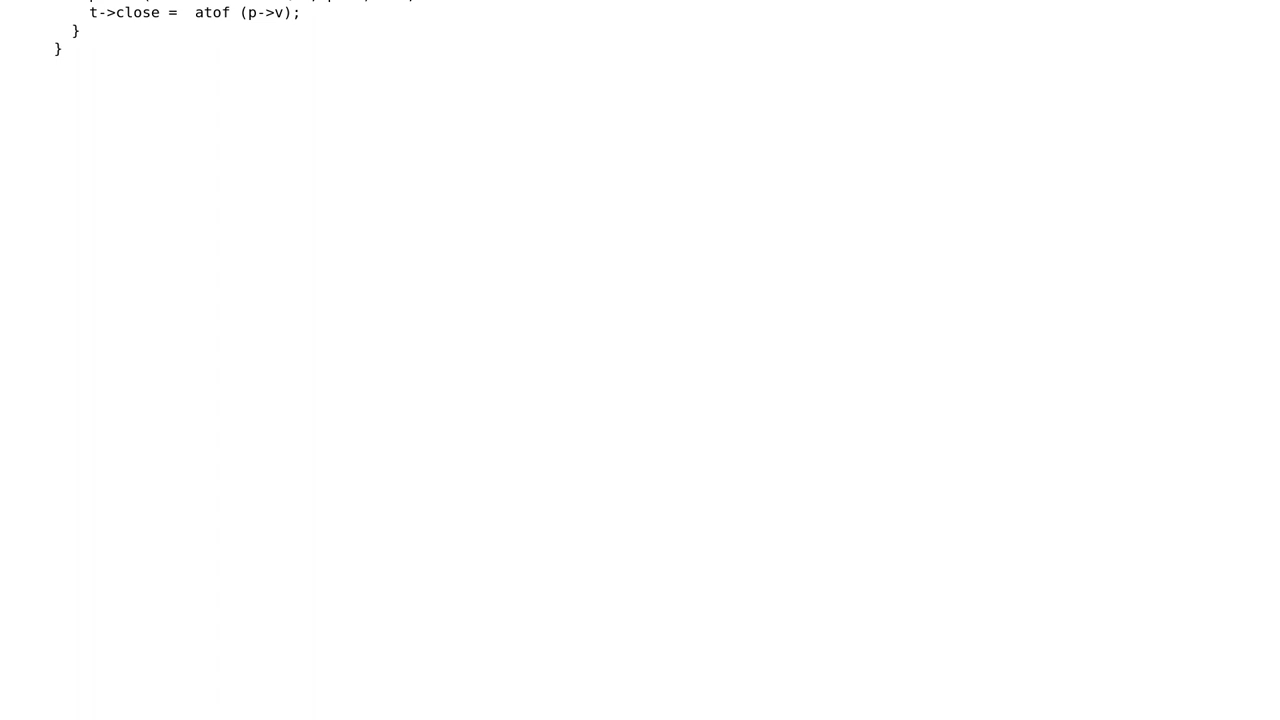 t->close =  atof (p->v);
}
}